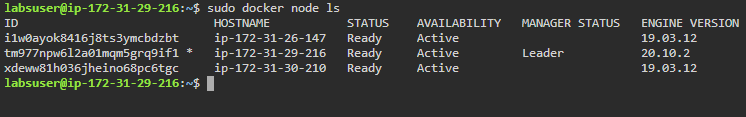 labsuser@ip-172-31-29-216:~$ sudo docker node ls
ID HOSTNAME STATUS AVAILABILITY MANAGER STATUS ENGINE VERSION
i1w0ayok8416j8ts3ymcbdzbt ip-172-31-26-147 Ready Active 19.03.12
tm977npw6l2a01mqm5grq9if1 * ip-172-31-29-216 Ready Active Leader 20.10.2
xdeww81h036jheino68pc6tgc ip-172-31-30-210 Ready Active 19.03.12
labsuser@ip-172-31-29-216:~$